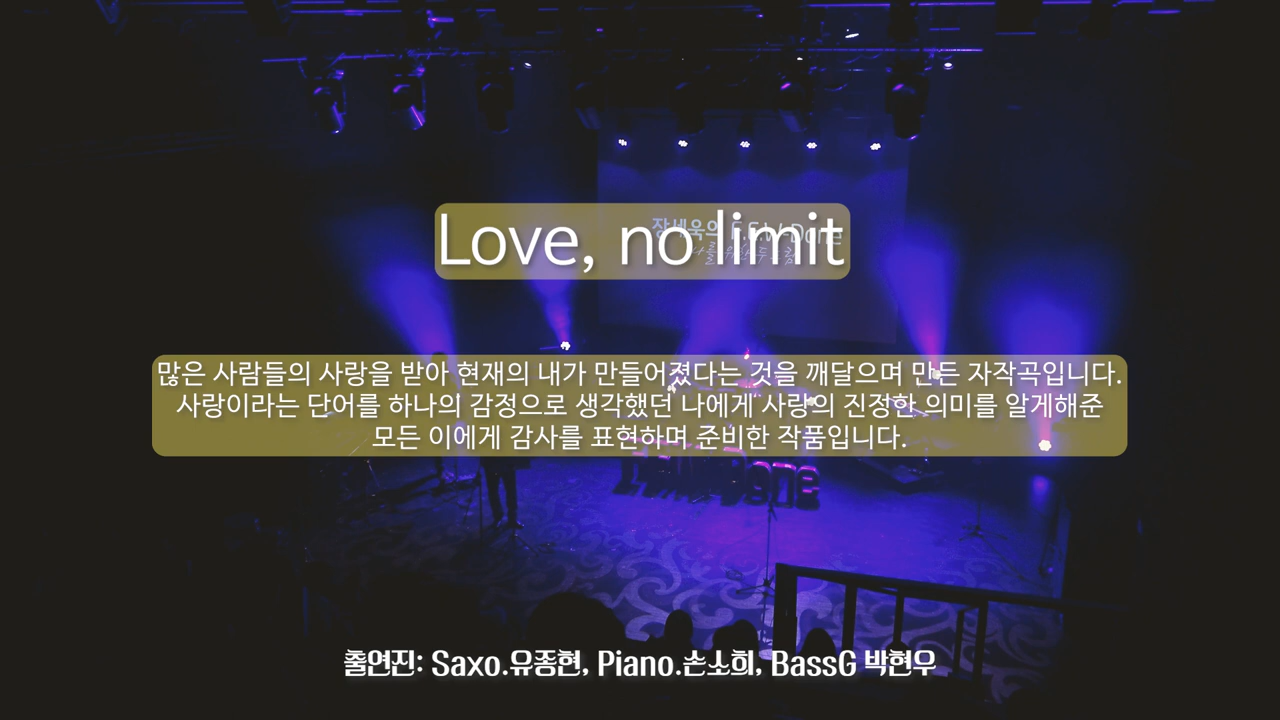 Love, no limit
많은 사람들의 사랑을 받아 현재의 내가 만들어졌다는 것을 깨달으며 만든 자작곡입니다.
사랑이라는 단어를 하나의 감정으로 생각했던 나에게 사랑의 진정한 의미를 알게해준
모든 이에게 감사를 표현하며 준비한 작품입니다.
출연진: Saxo.유종현, Piano.손소희, BassG 박현우